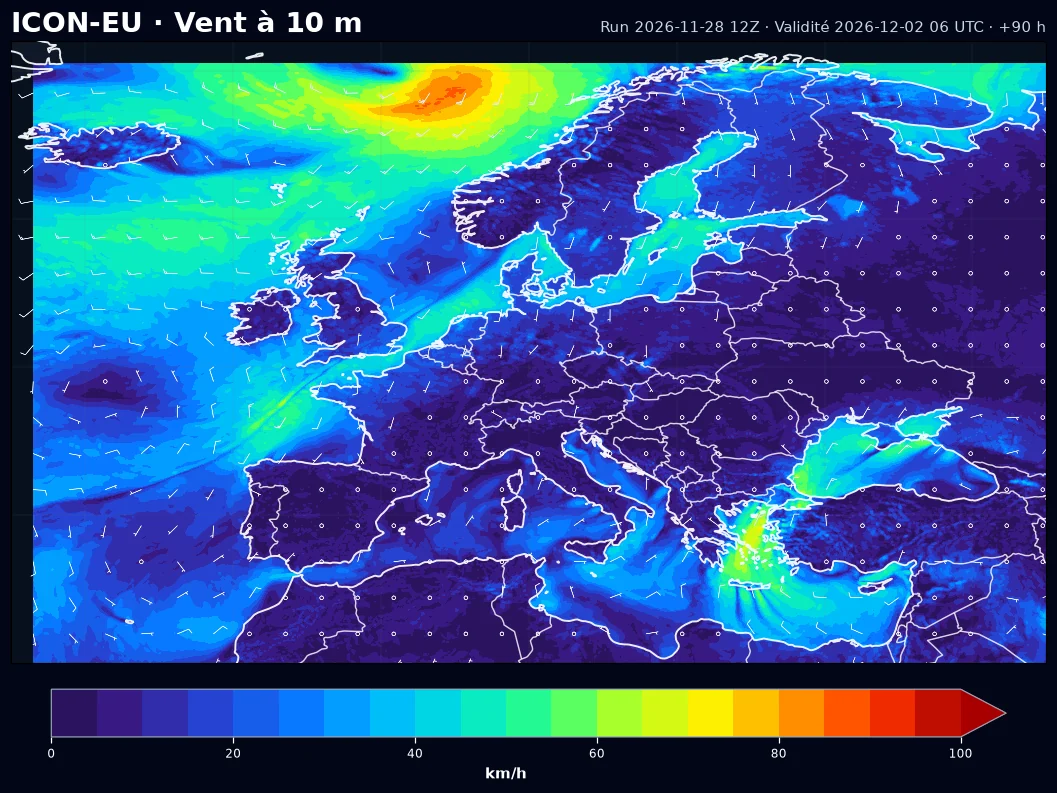 ICON-EU · Vent à 10 m
Run 2026-11-28 12Z · Validité 2026-12-02 06 UTC · +90 h
0 20 40 60 80 100
km/h